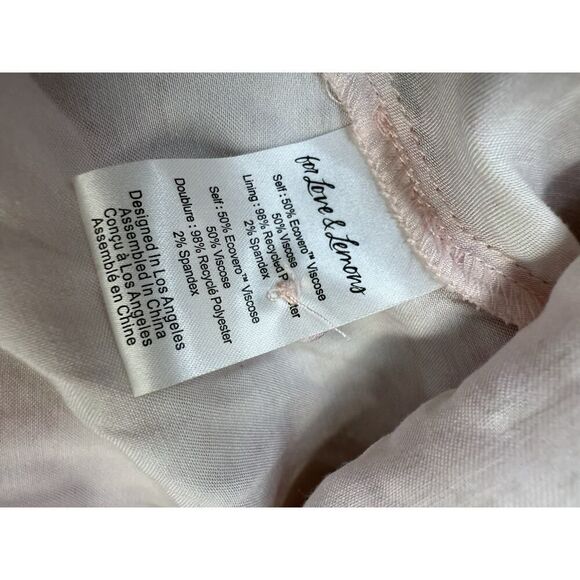 for Love & Lemons
Self : 50% Ecovero™ Viscose
50% Viscose
Lining : 98% Recycled Polyester
2% Spandex
Self : 50% Ecovero™ Viscose
50% Viscose
Doublure : 98% Recyclé Polyester
2% Spandex
Designed In Los Angeles
Assembled In China
Conçu à Los Angeles
Assemblé en Chine